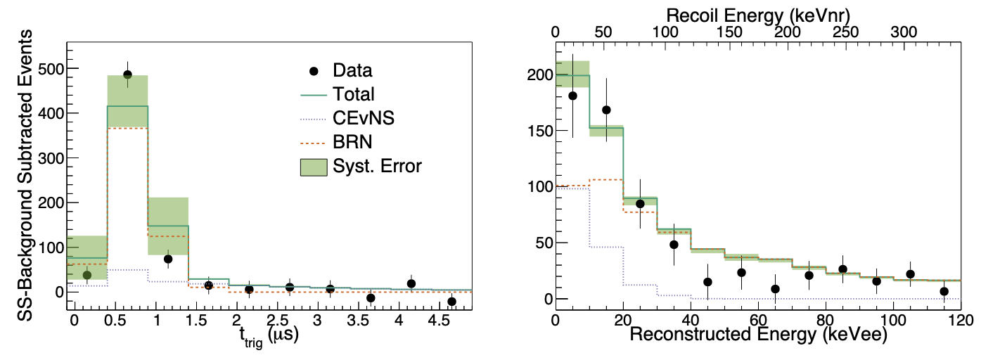 SS-Background Subtracted Events
500
400
300
200
100
0
0 0.5 1 1.5 2 2.5 3 3.5 4 4.5
t_trig (μs)
Data
Total
CEvNS
BRN
Syst. Error
Recoil Energy (keVnr)
0 50 100 150 200 250 300
200
150
100
50
0
0 20 40 60 80 100 120
Reconstructed Energy (keVee)